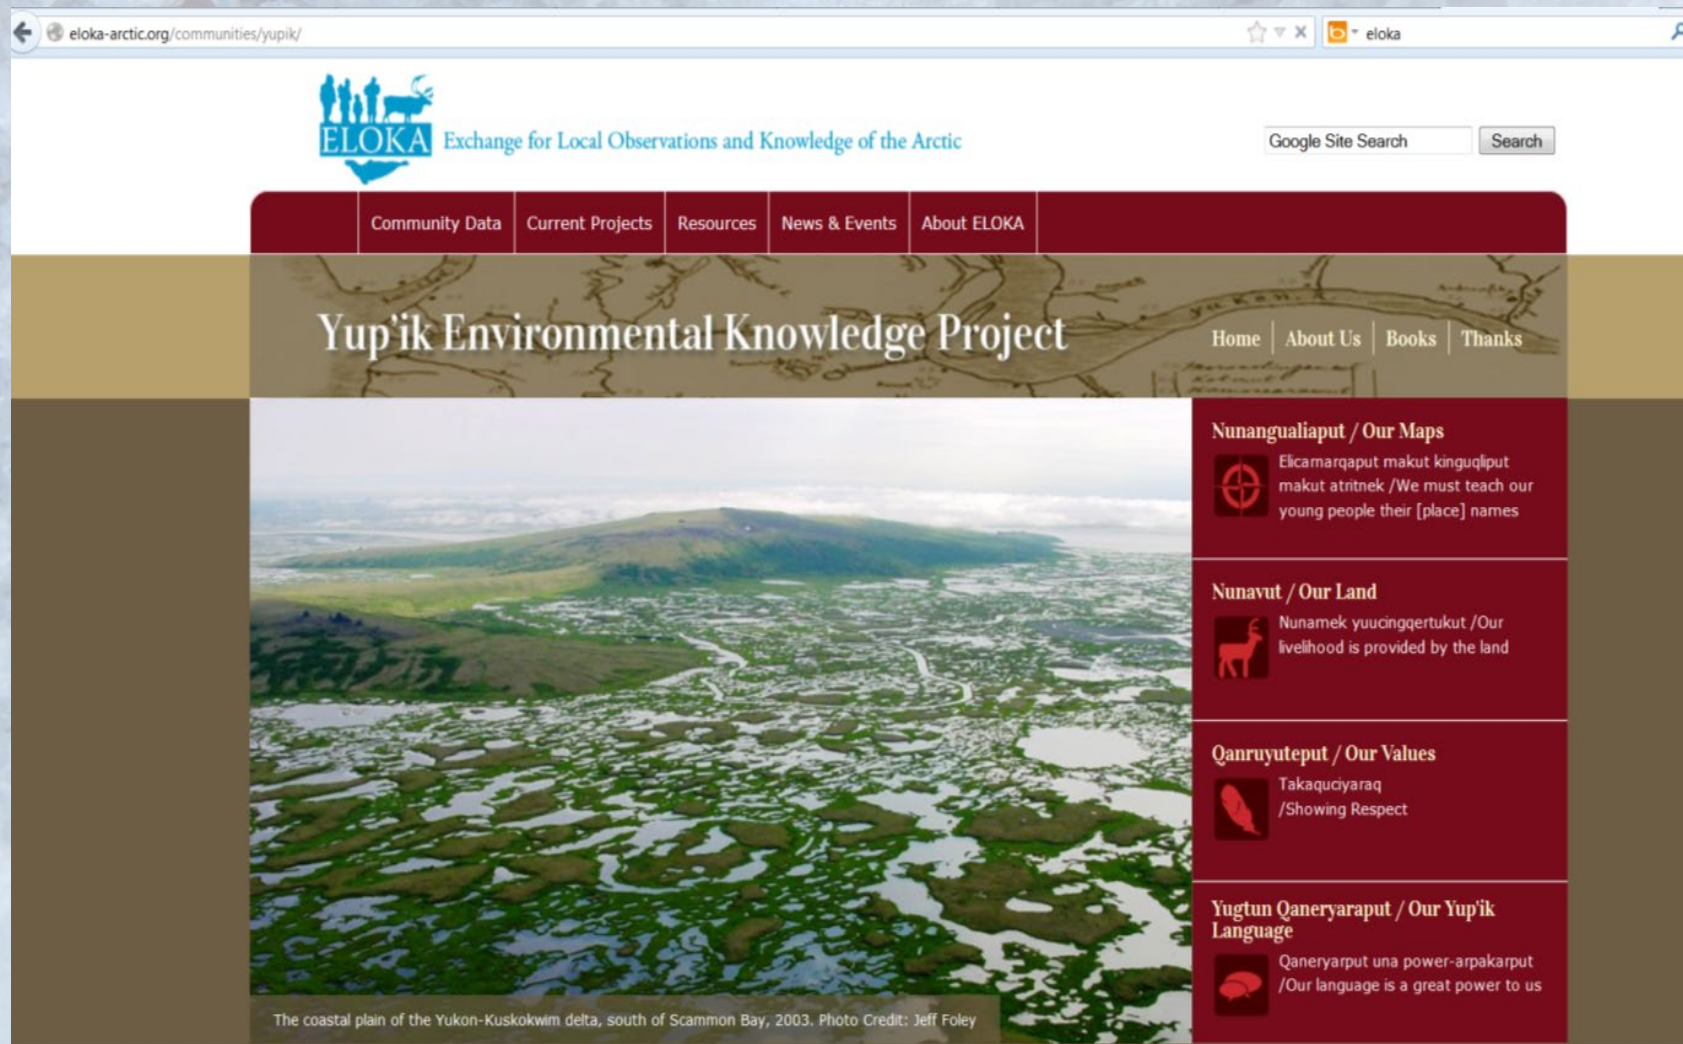 eloka-arctic.org/communities/yupik/
eloka
ELOKA
Exchange for Local Observations and Knowledge of the Arctic
Google Site Search
Search
Community Data
Current Projects
Resources
News & Events
About ELOKA
Yup'ik Environmental Knowledge Project
Home
About Us
Books
Thanks
yukon
Nunangualiaput / Our Maps
Elicamarqaput makut kinguqliput
makut atritnek /We must teach our
young people their [place] names
Nunavut / Our Land
Nunamek yuucingqertukut /Our
livelihood is provided by the land
Qanruyuteput / Our Values
Takaquciyaraq
/Showing Respect
Yugtun Qaneryaraput / Our Yup'ik
Language
Qaneryarput una power-arpakarput
/Our language is a great power to us
The coastal plain of the Yukon-Kuskokwim delta, south of Scammon Bay, 2003. Photo Credit: Jeff Foley